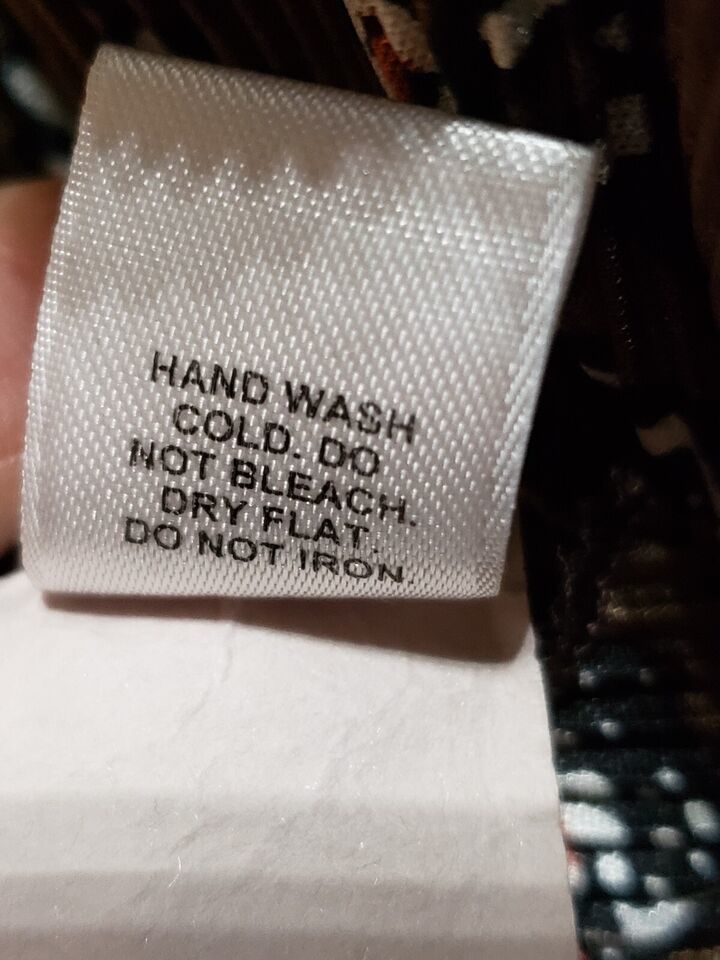 HAND WASH
COLD. DO
NOT BLEACH.
DRY FLAT.
DO NOT IRON.